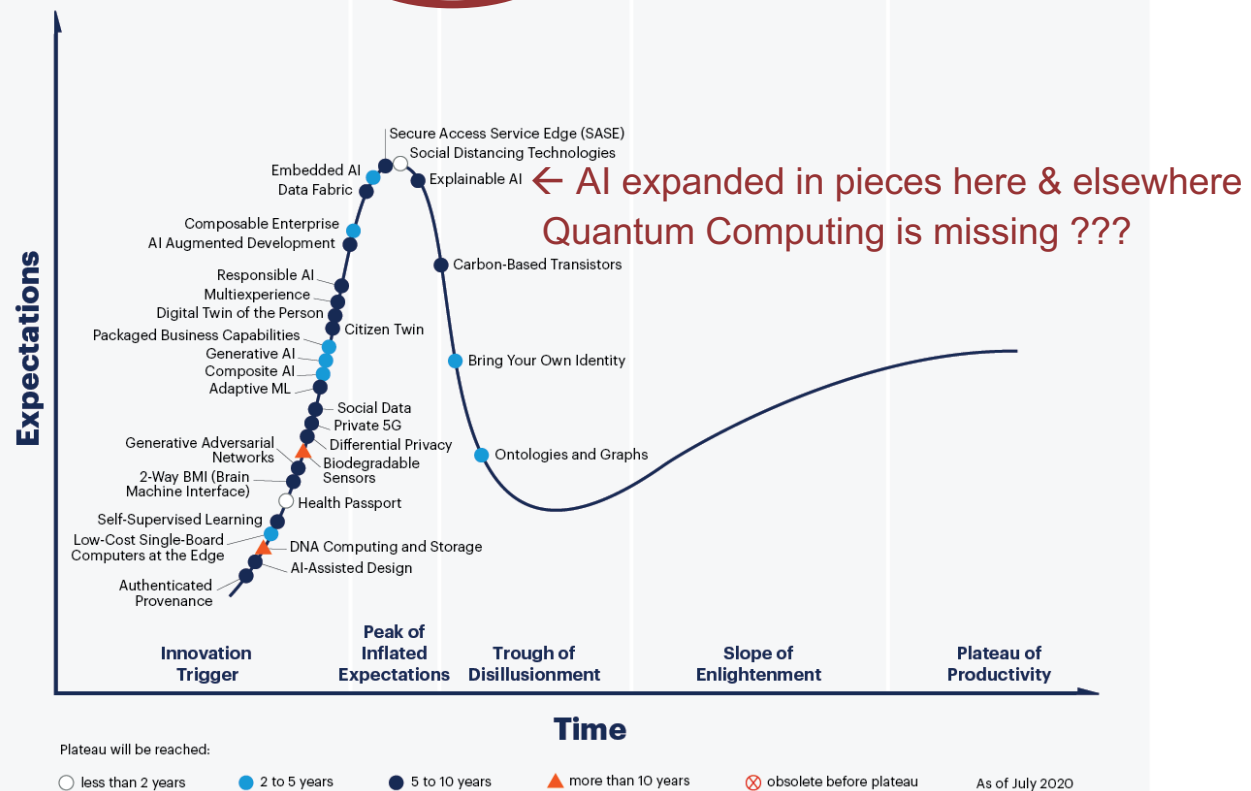 Secure Access Service Edge (SASE)
Social Distancing Technologies
Embedded AI
Explainable AI
← AI expanded in pieces here & elsewhere
Data Fabric
Quantum Computing is missing ???
Composable Enterprise
AI Augmented Development
Carbon-Based Transistors
Responsible AI
Multiexperience
Digital Twin of the Person
Citizen Twin
Packaged Business Capabilities
Generative AI
Bring Your Own Identity
Composite AI
Adaptive ML
Social Data
Private 5G
Differential Privacy
Generative Adversarial
Networks
Ontologies and Graphs
Biodegradable
Sensors
2-Way BMI (Brain
Machine Interface)
Health Passport
Self-Supervised Learning
Low-Cost Single-Board
Computers at the Edge
DNA Computing and Storage
AI-Assisted Design
Authenticated
Provenance
Expectations
Innovation
Trigger
Peak of
Inflated
Expectations
Trough of
Disillusionment
Slope of
Enlightenment
Plateau of
Productivity
Time
Plateau will be reached:
less than 2 years
2 to 5 years
5 to 10 years
more than 10 years
obsolete before plateau
As of July 2020